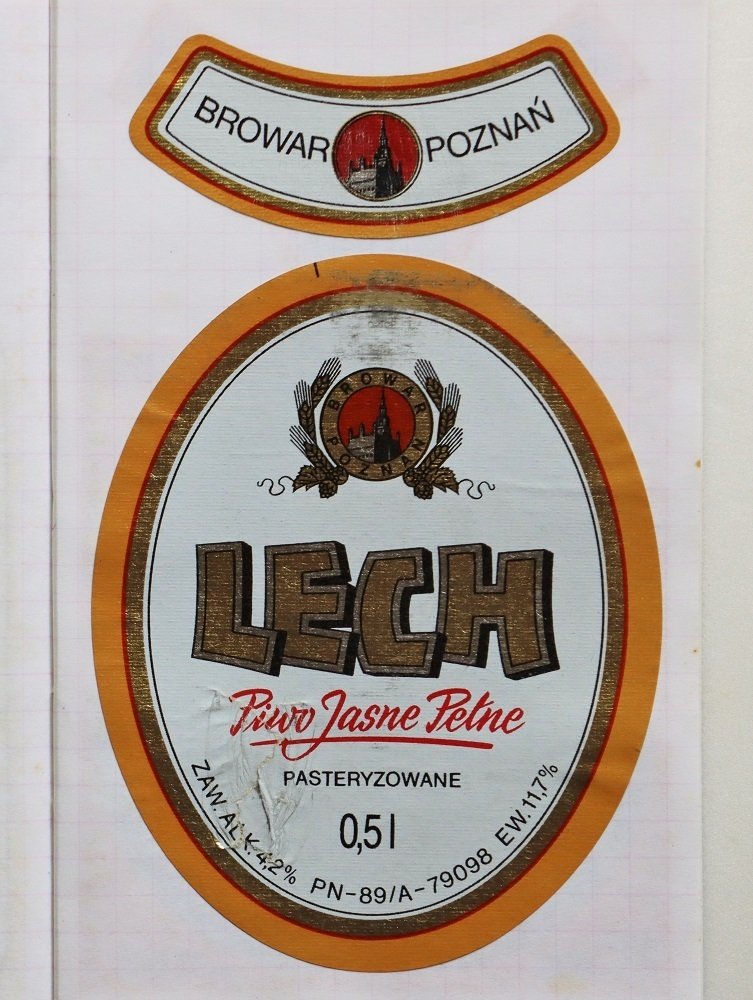 BROWAR POZNAŃ
BROWAR
POZNAŃ
LECH
Piwo Jasne Pełne
PASTERYZOWANE
0,5 l
ZAW. ALK. 4,2% PN-89/A-79098 EW. 11,7%